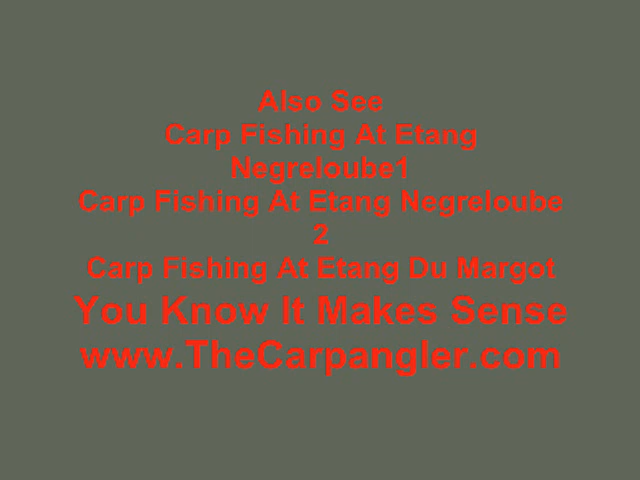 Also See
Carp Fishing At Etang
Negreloube1
Carp Fishing At Etang Negreloube
2
Carp Fishing At Etang Du Margot
You Know It Makes Sense
www.TheCarpangler.com